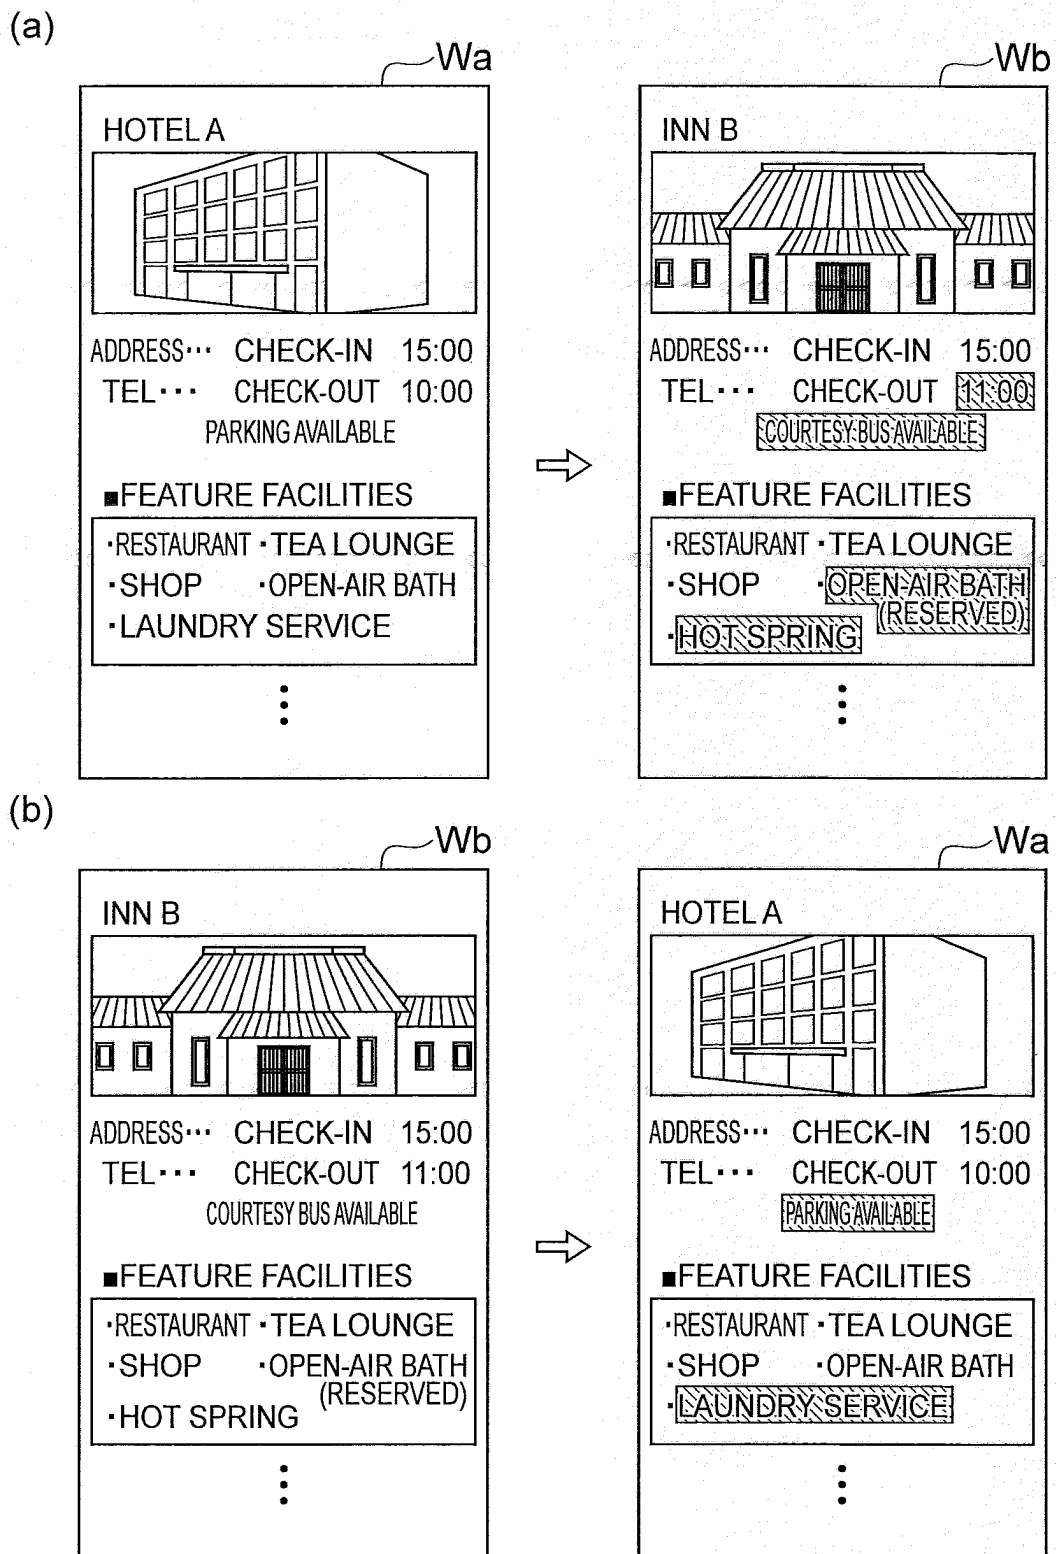 (a)
Wa
HOTEL A
ADDRESS··· CHECK-IN 15:00
TEL··· CHECK-OUT 10:00
PARKING AVAILABLE
■FEATURE FACILITIES
·RESTAURANT ·TEA LOUNGE
·SHOP ·OPEN-AIR BATH
·LAUNDRY SERVICE
Wb
INN B
ADDRESS··· CHECK-IN 15:00
TEL··· CHECK-OUT 11:00
COURTESY BUS AVAILABLE
■FEATURE FACILITIES
·RESTAURANT ·TEA LOUNGE
·SHOP ·OPEN-AIR BATH
(RESERVED)
·HOT SPRING
(b)
Wb
INN B
ADDRESS··· CHECK-IN 15:00
TEL··· CHECK-OUT 11:00
COURTESY BUS AVAILABLE
■FEATURE FACILITIES
·RESTAURANT ·TEA LOUNGE
·SHOP ·OPEN-AIR BATH
(RESERVED)
·HOT SPRING
Wa
HOTEL A
ADDRESS··· CHECK-IN 15:00
TEL··· CHECK-OUT 10:00
PARKING AVAILABLE
■FEATURE FACILITIES
·RESTAURANT ·TEA LOUNGE
·SHOP ·OPEN-AIR BATH
·LAUNDRY SERVICE